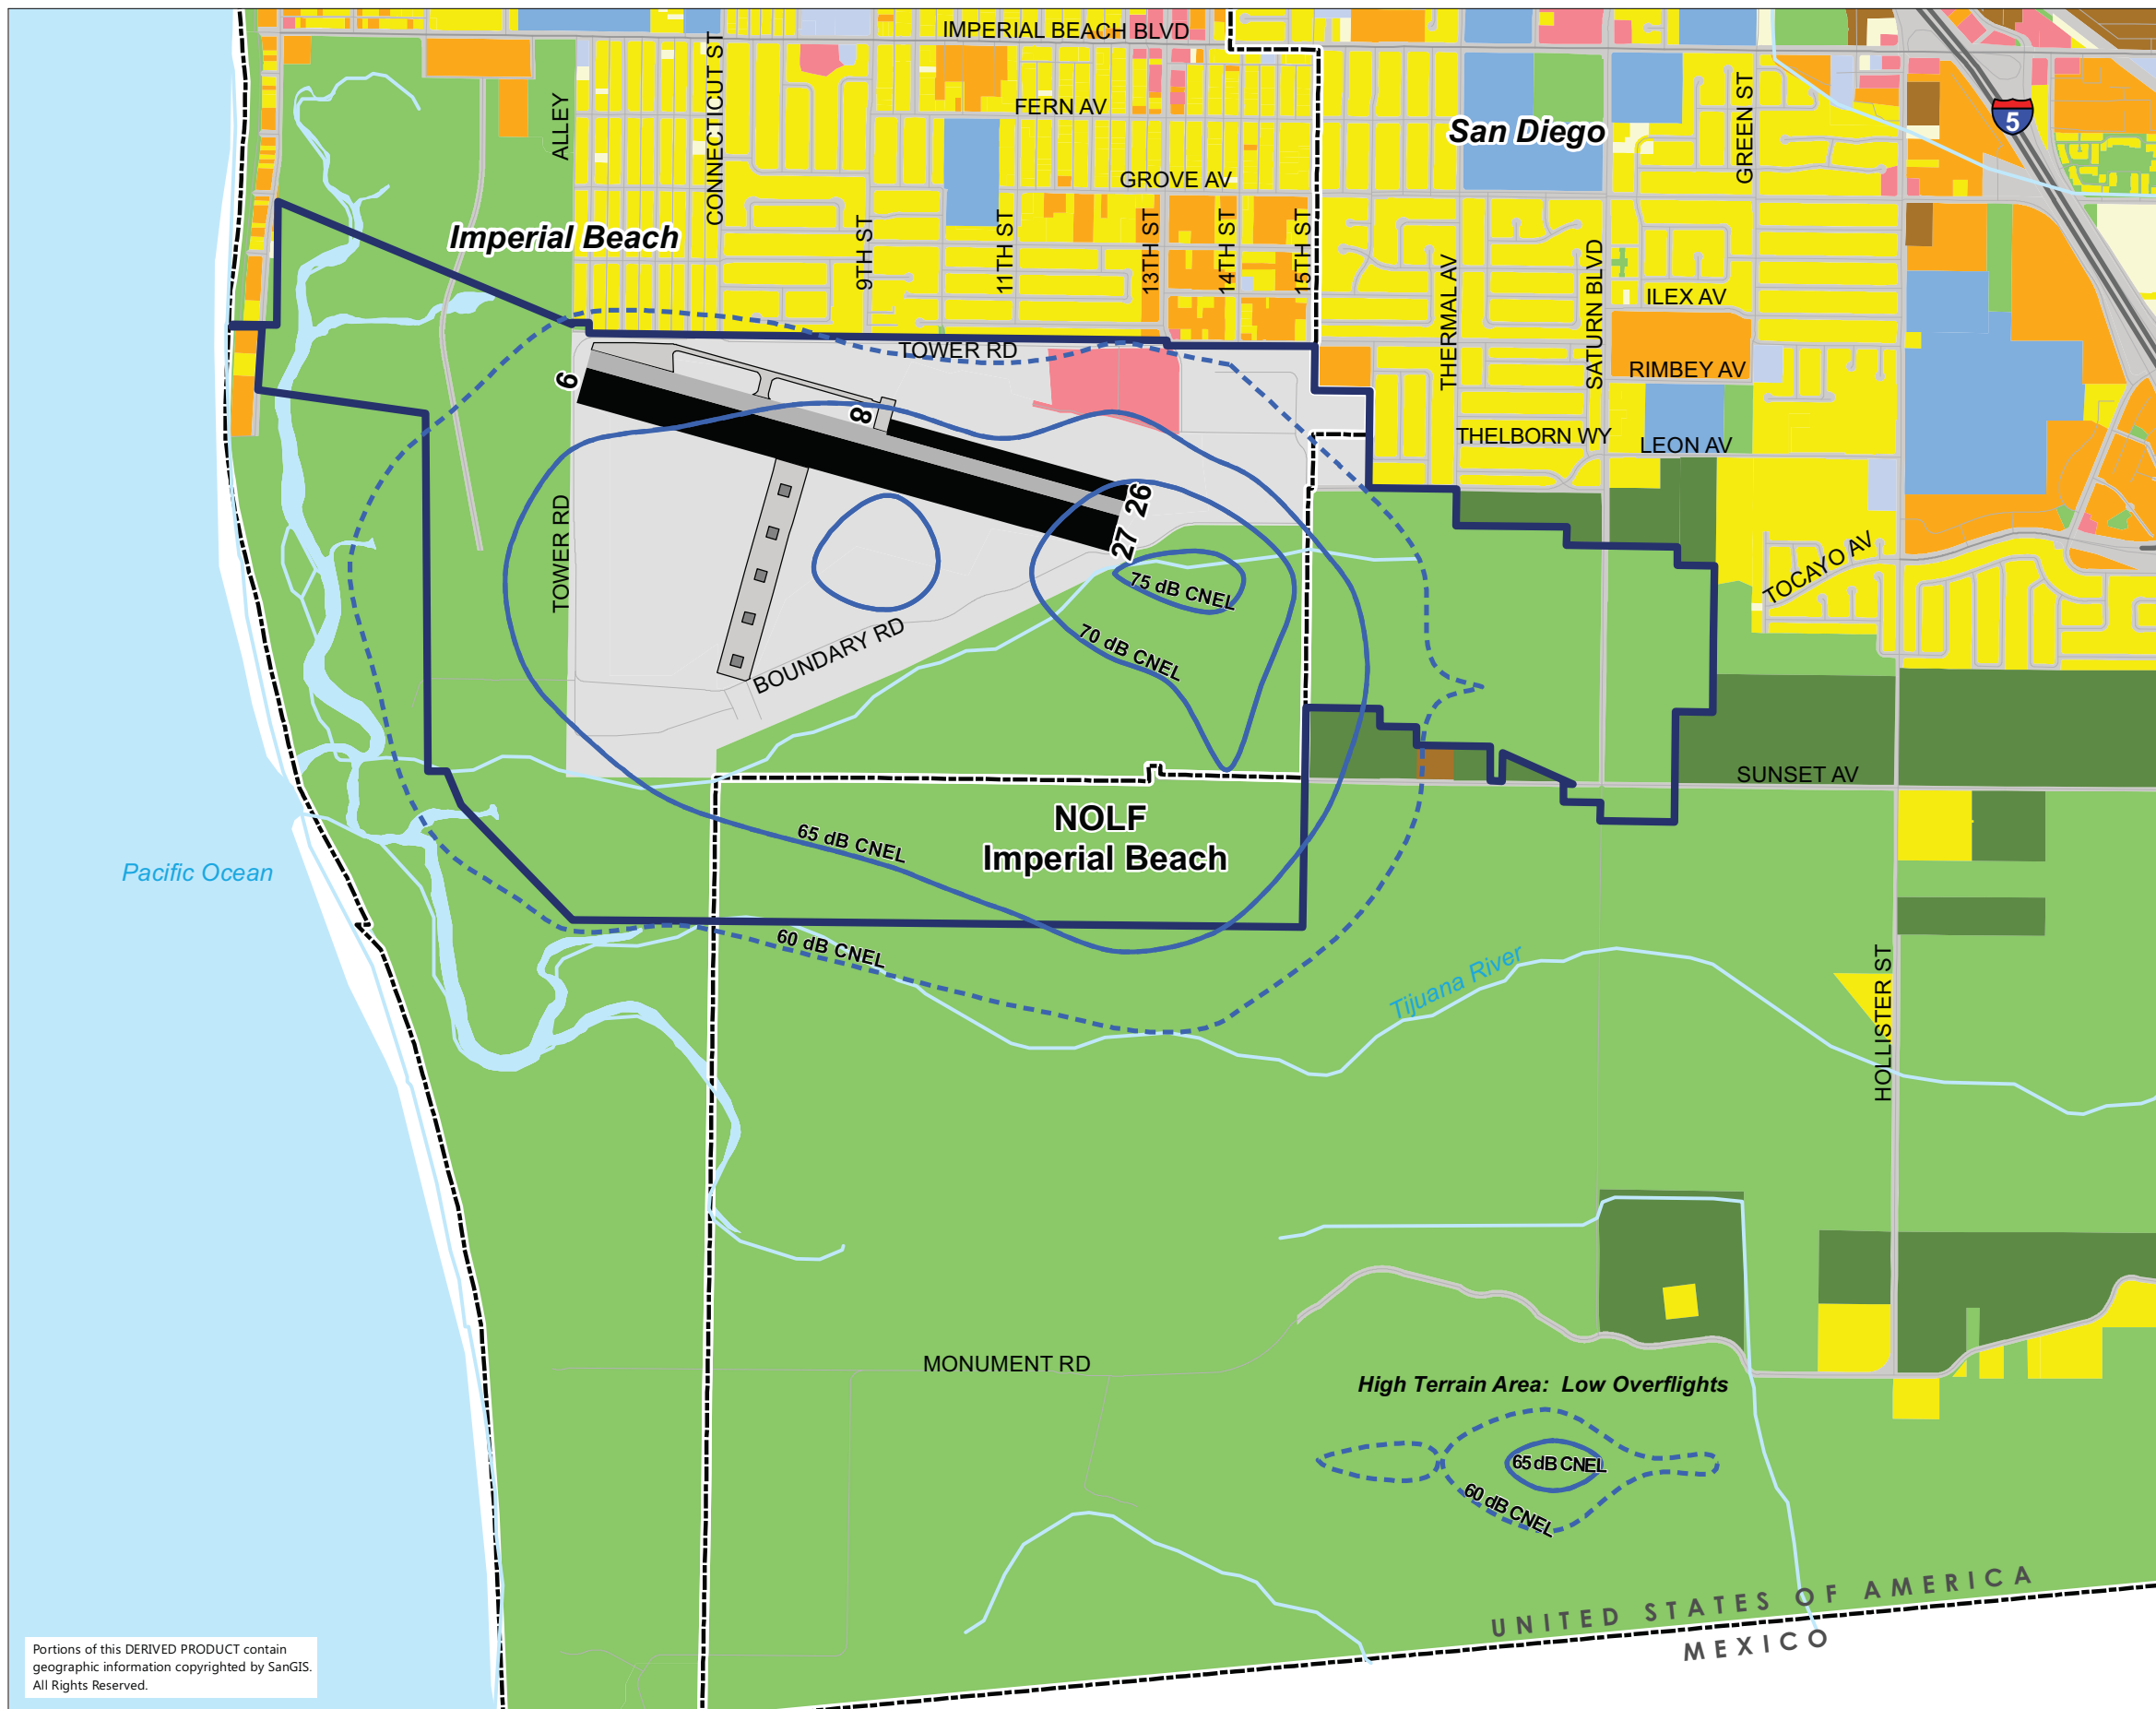 IMPERIAL BEACH BLVD
CONNECTICUT ST
ALLEY
FERN AV
San Diego
GREEN ST
5
GROVE AV
Imperial Beach
9TH ST
11TH ST
13TH ST
14TH ST
15TH ST
THERMAL AV
SATURN BLVD
ILEX AV
TOWER RD
RIMBEY AV
6
8
THELBORN WY
LEON AV
26
27
TOWER RD
TOCAYO AV
75 dB CNEL
70 dB CNEL
BOUNDARY RD
SUNSET AV
NOLF
Imperial Beach
65 dB CNEL
Pacific Ocean
60 dB CNEL
Tijuana River
HOLLISTER ST
MONUMENT RD
High Terrain Area: Low Overflights
65 dB CNEL
60 dB CNEL
UNITED STATES OF AMERICA
MEXICO
Portions of this DERIVED PRODUCT contain
geographic information copyrighted by SanGIS.
All Rights Reserved.